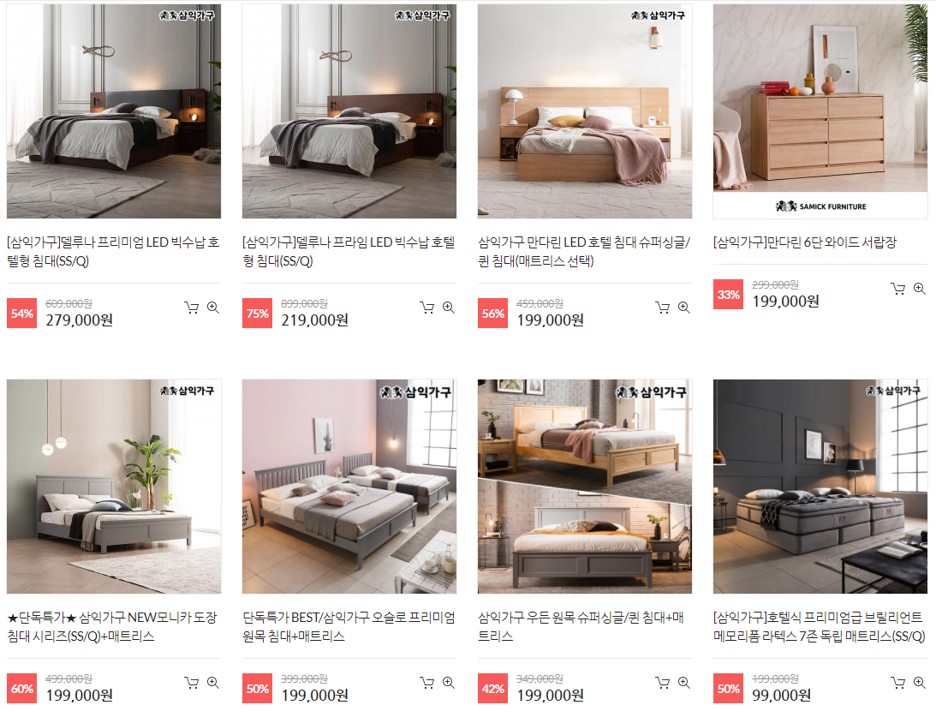 삼익가구
삼익가구
삼익가구
SAMICK FURNITURE
[삼익가구]델루나 프리미엄 LED 빅수납 호
텔형 침대(SS/Q)
[삼익가구]델루나 프라임 LED 빅수납 호텔
형 침대(SS/Q)
삼익가구 만다린 LED 호텔 침대 슈퍼싱글/
퀸 침대(매트리스 선택)
[삼익가구]만다린 6단 와이드 서랍장
54%
609,000원
279,000원
75%
899,000원
219,000원
56%
459,000원
199,000원
33%
299,000원
199,000원
삼익가구
삼익가구
삼익가구
삼익가구
★단독특가★ 삼익가구 NEW모니카 도장
침대 시리즈(SS/Q)+매트리스
단독특가 BEST/삼익가구 오슬로 프리미엄
원목 침대+매트리스
삼익가구 우든 원목 슈퍼싱글/퀸 침대+매
트리스
[삼익가구]호텔식 프리미엄급 브릴리언트
메모리폼 라텍스 7존 독립 매트리스(SS/Q)
60%
499,000원
199,000원
50%
399,000원
199,000원
42%
349,000원
199,000원
50%
199,000원
99,000원